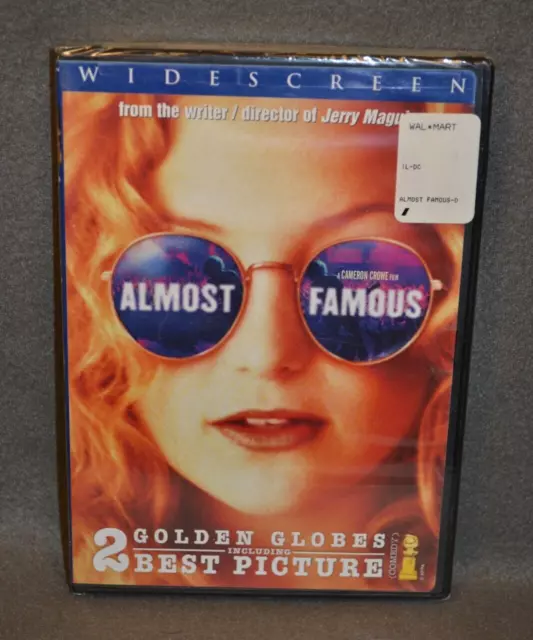 WIDESCREEN
from the writer / director of Jerry Magui
WAL★MART
IL-DC
ALMOST FAMOUS-D
A CAMERON CROWE FILM
ALMOST FAMOUS
2 GOLDEN GLOBES
INCLUDING
BEST PICTURE
(COMEDY)